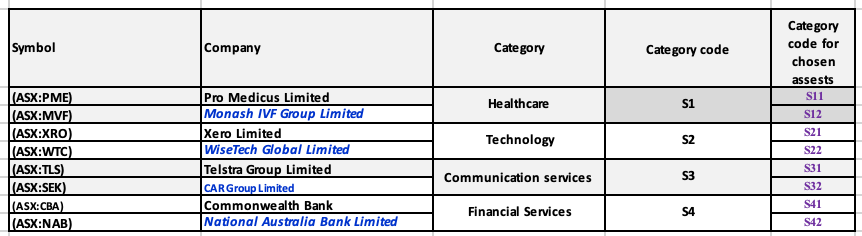 Symbol Company Category Category code Category code for chosen assests
(ASX:PME) Pro Medicus Limited Healthcare S1 S11
(ASX:MVF) Monash IVF Group Limited S12
(ASX:XRO) Xero Limited Technology S2 S21
(ASX:WTC) WiseTech Global Limited S22
(ASX:TLS) Telstra Group Limited Communication services S3 S31
(ASX:SEK) CAR Group Limited S32
(ASX:CBA) Commonwealth Bank Financial Services S4 S41
(ASX:NAB) National Australia Bank Limited S42